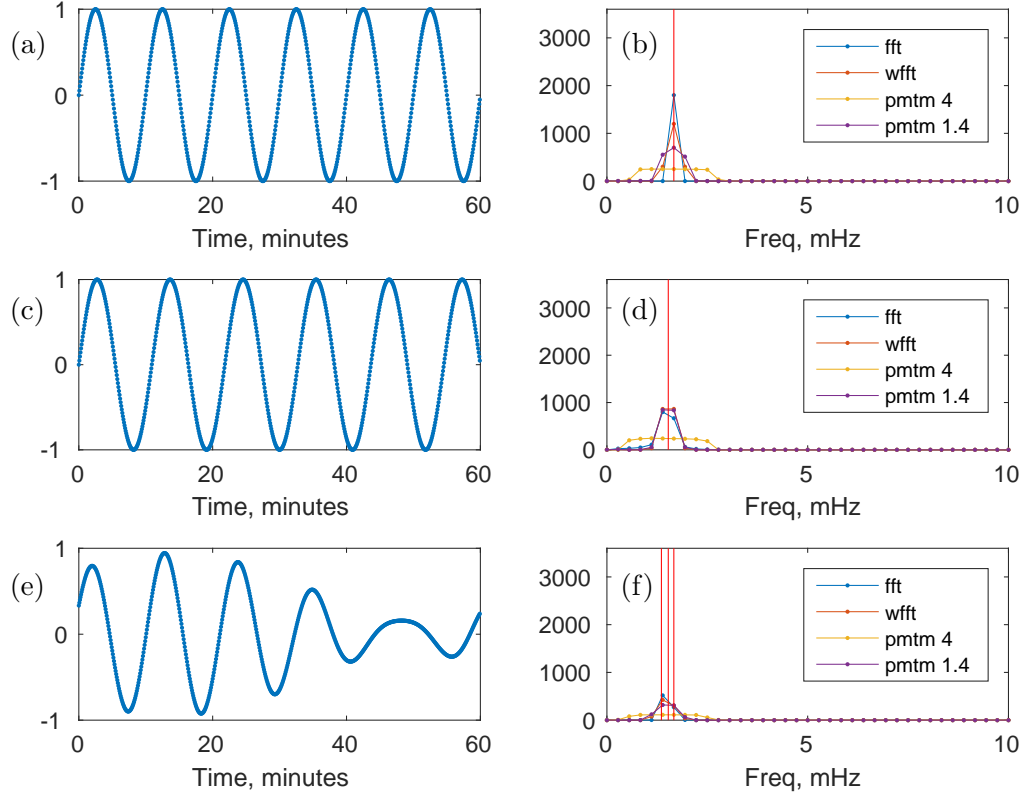 (a)
1
0
-1
0 20 40 60
Time, minutes
(b)
3000
2000
1000
0
0 5 10
Freq, mHz
fft
wfft
pmtm 4
pmtm 1.4
(c)
1
0
-1
0 20 40 60
Time, minutes
(d)
3000
2000
1000
0
0 5 10
Freq, mHz
fft
wfft
pmtm 4
pmtm 1.4
(e)
1
0
-1
0 20 40 60
Time, minutes
(f)
3000
2000
1000
0
0 5 10
Freq, mHz
fft
wfft
pmtm 4
pmtm 1.4